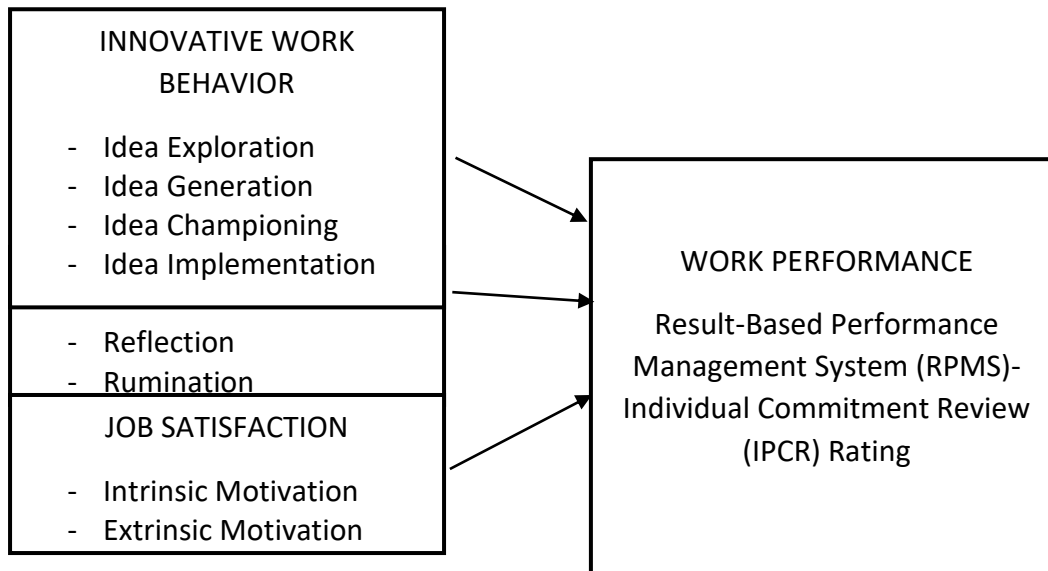 INNOVATIVE WORK
BEHAVIOR
- Idea Exploration
- Idea Generation
- Idea Championing
- Idea Implementation
- Reflection
- Rumination
JOB SATISFACTION
- Intrinsic Motivation
- Extrinsic Motivation
WORK PERFORMANCE
Result-Based Performance
Management System (RPMS)-
Individual Commitment Review
(IPCR) Rating